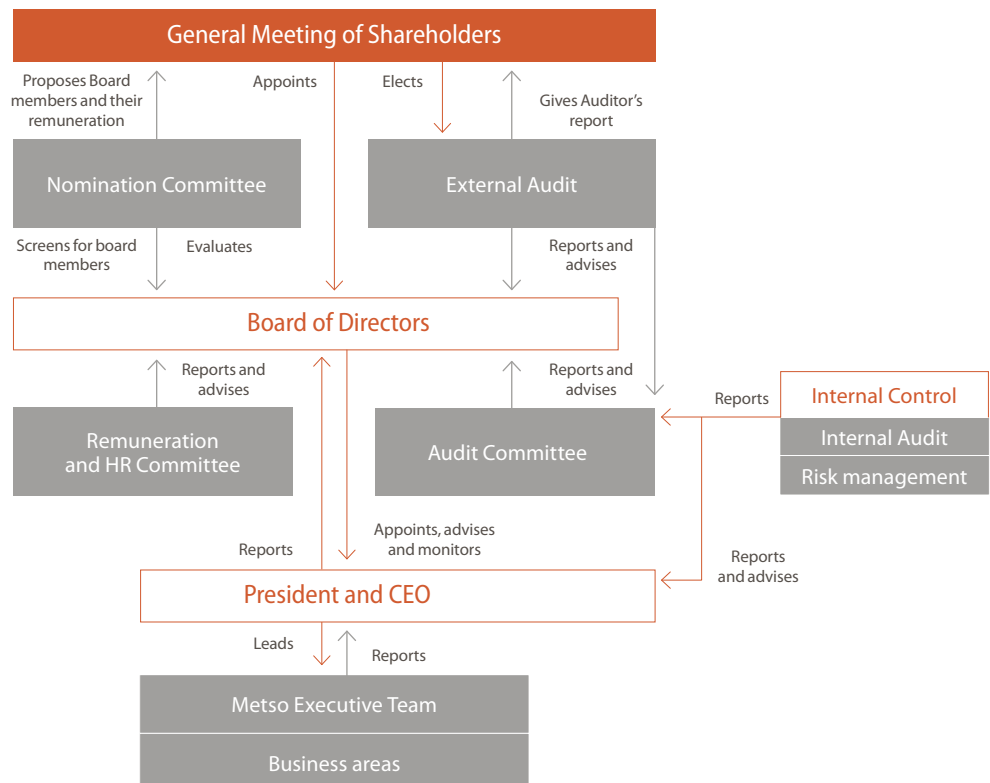 General Meeting of Shareholders
Proposes Board
members and their
remuneration
Appoints
Elects
Gives Auditor’s
report
Nomination Committee
External Audit
Screens for board
members
Evaluates
Reports and
advises
Board of Directors
Reports and
advises
Reports and
advises
Reports
Internal Control
Remuneration
and HR Committee
Audit Committee
Internal Audit
Risk management
Reports
Appoints, advises
and monitors
Reports
and advises
President and CEO
Leads
Reports
Metso Executive Team
Business areas